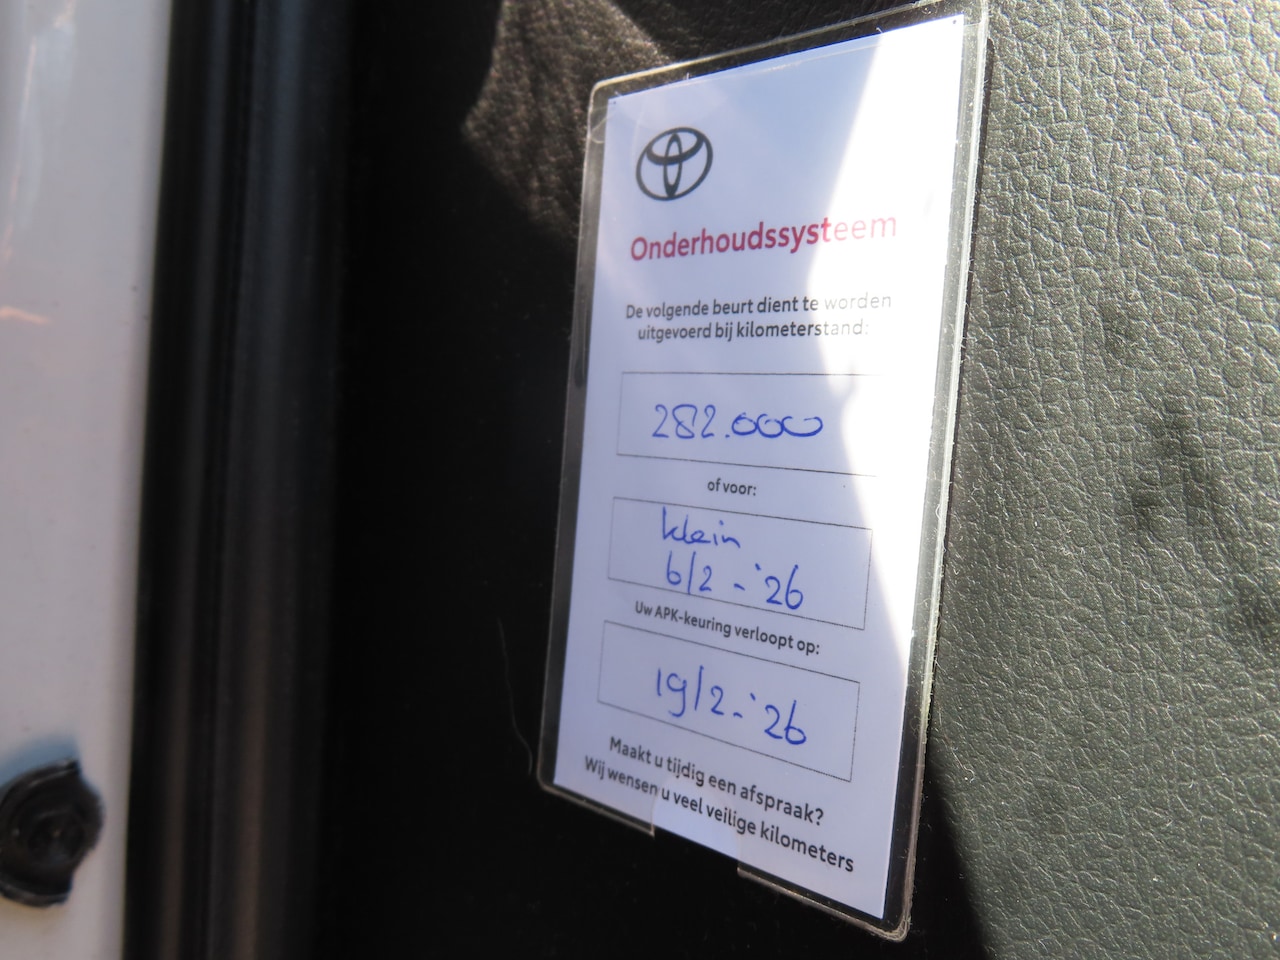 Onderhoudssysteem
De volgende beurt dient te worden
uitgevoerd bij kilometerstand:
282.000
of voor:
klein
6/2 - '26
Uw APK-keuring verloopt op:
19/2 - '26
Maakt u tijdig een afspraak?
Wij wensen u veel veilige kilometers